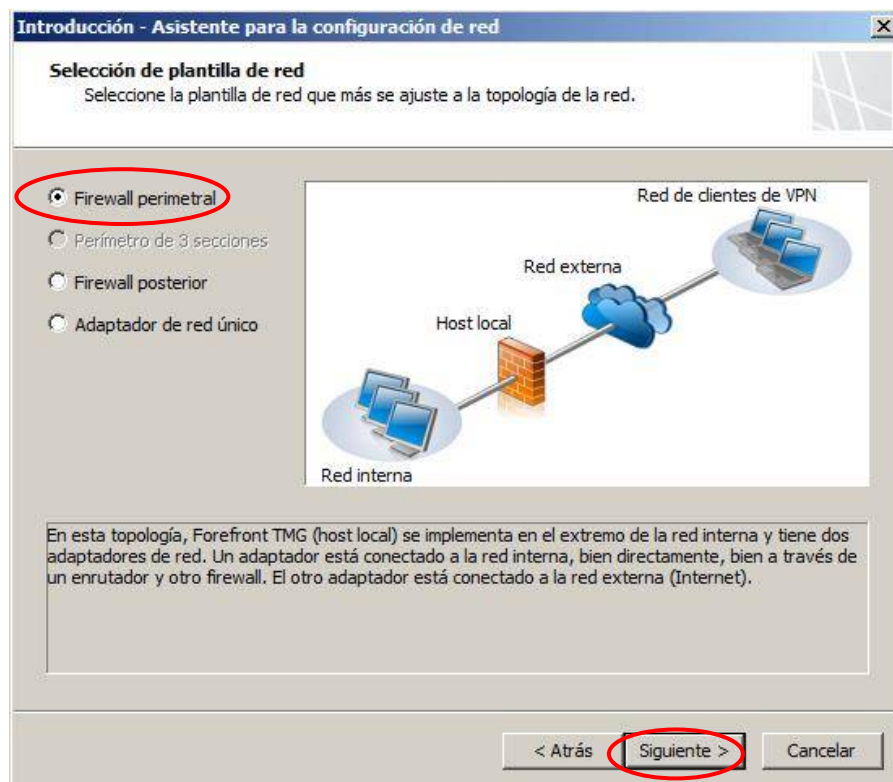 Introducción - Asistente para la configuración de red
Selección de plantilla de red
Seleccione la plantilla de red que más se ajuste a la topología de la red.
Firewall perimetral
Perímetro de 3 secciones
Firewall posterior
Adaptador de red único
Red de clientes de VPN
Red externa
Host local
Red interna
En esta topología, Forefront TMG (host local) se implementa en el extremo de la red interna y tiene dos
adaptadores de red. Un adaptador está conectado a la red interna, bien directamente, bien a través de
un enrutador y otro firewall. El otro adaptador está conectado a la red externa (Internet).
< Atrás
Siguiente >
Cancelar